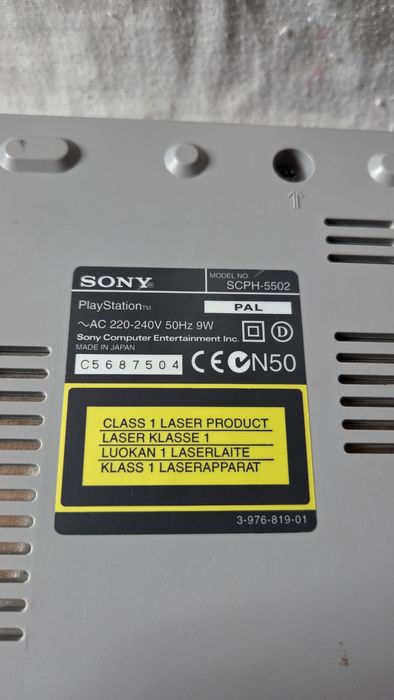 SONY®
MODEL NO.
SCPH-5502
PlayStation™
PAL
~AC 220-240V 50Hz 9W
D
Sony Computer Entertainment Inc.
MADE IN JAPAN
C5687504
CE N50
CLASS 1 LASER PRODUCT
LASER KLASSE 1
LUOKAN 1 LASERLAITE
KLASS 1 LASERAPPARAT
3-976-819-01